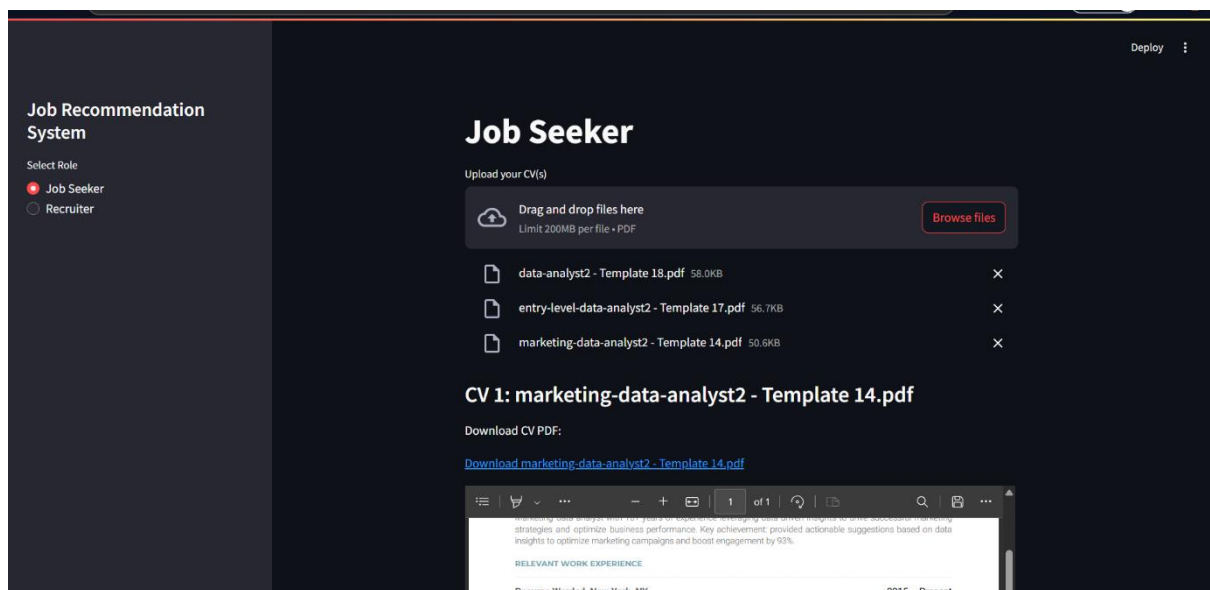 Deploy
Job Recommendation
System
Select Role
Job Seeker
Recruiter
Job Seeker
Upload your CV(s)
Drag and drop files here
Limit 200MB per file • PDF
Browse files
data-analyst2 - Template 18.pdf 58.0KB
entry-level-data-analyst2 - Template 17.pdf 56.7KB
marketing-data-analyst2 - Template 14.pdf 50.6KB
CV 1: marketing-data-analyst2 - Template 14.pdf
Download CV PDF:
Download marketing-data-analyst2 - Template 14.pdf
1 of 1
strategies and optimize business performance. Key achievement: provided actionable suggestions based on data
insights to optimize marketing campaigns and boost engagement by 93%.
RELEVANT WORK EXPERIENCE